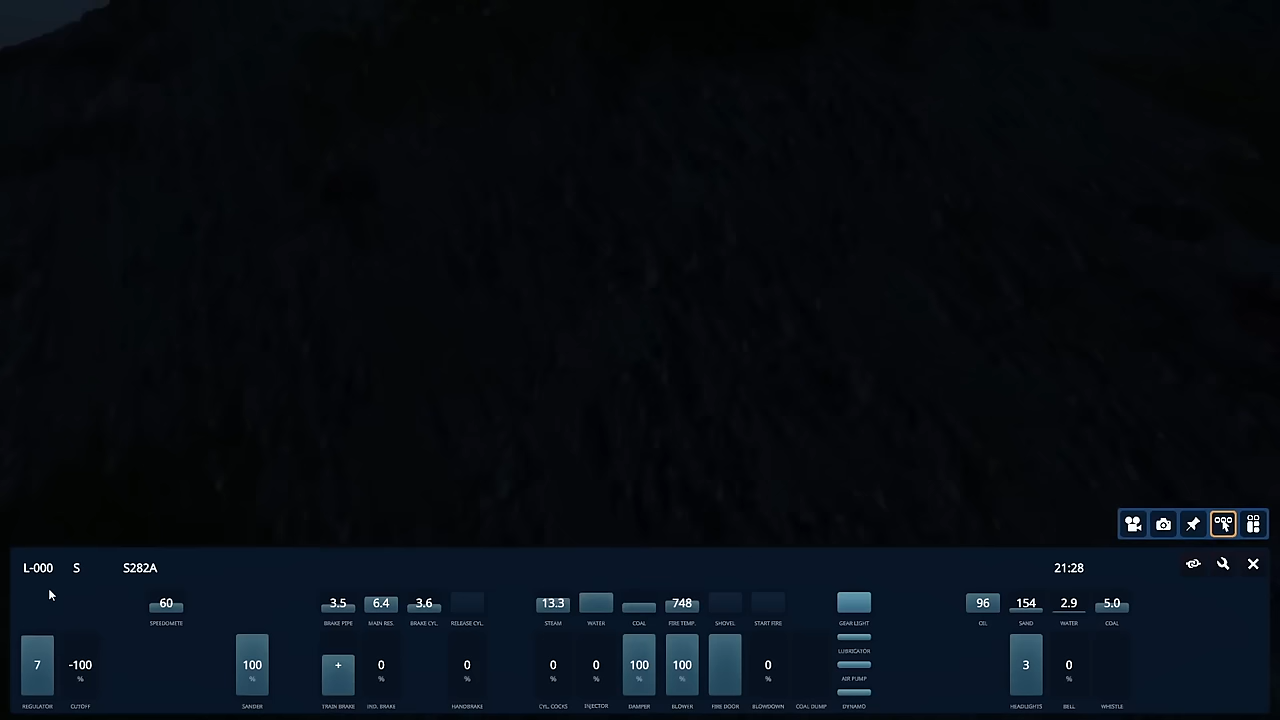 L-000 S S282A 21:28
60 3.5 6.4 3.6 13.3 748 96 154 2.9 5.0
SPEEDOMETE BRAKE PIPE MAIN RES. BRAKE CYL. RELEASE CYL. STEAM WATER COAL FIRE TEMP. SHOVEL START FIRE GEAR LIGHT OIL SAND WATER COAL
LUBRICATOR
7 -100 100 + 0 0 0 0 100 100 0 3 0
% % % % % % % % % %
AIR PUMP
REGULATOR CUTOFF SANDER TRAIN BRAKE IND. BRAKE HANDBRAKE CYL. COCKS INJECTOR DAMPER BLOWER FIRE DOOR BLOWDOWN COAL DUMP DYNAMO HEADLIGHTS BELL WHISTLE